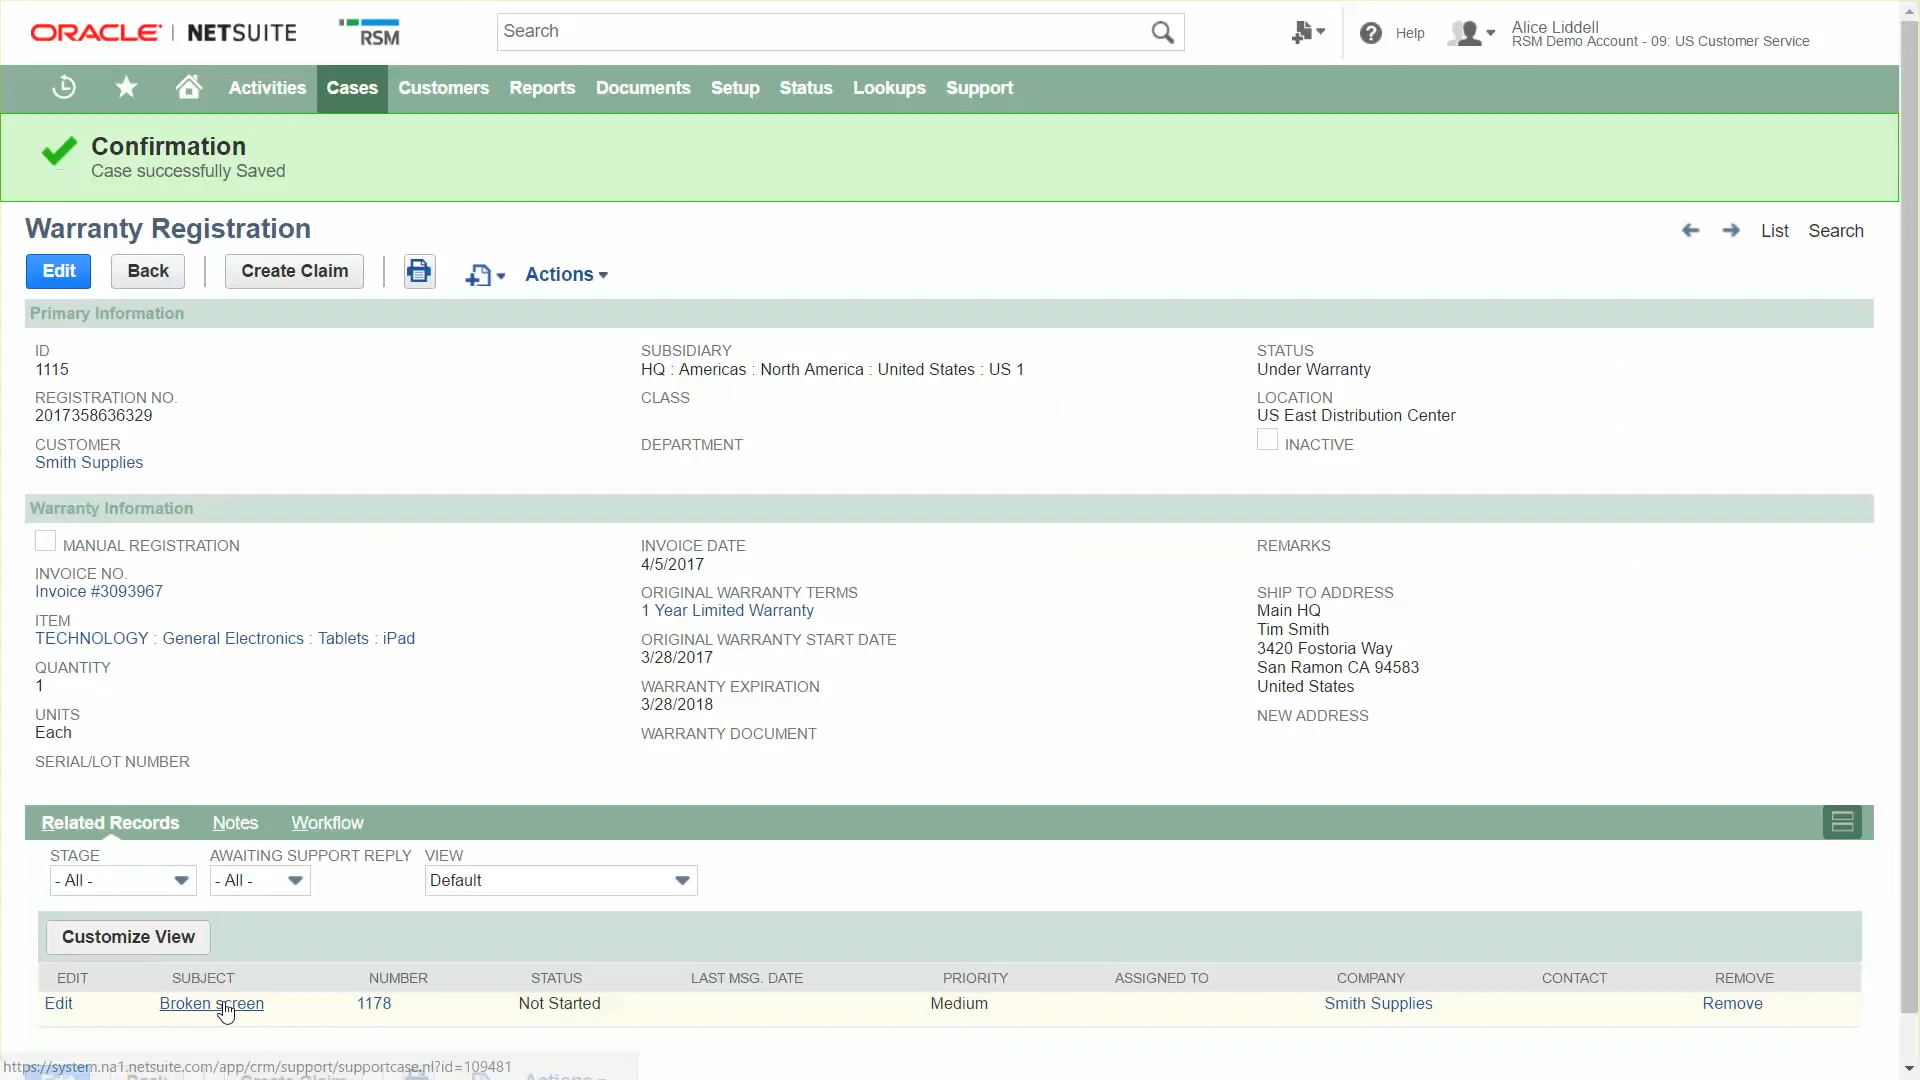 ORACLE | NETSUITE
RSM
Search
Help
Alice Liddell
RSM Demo Account - 09: US Customer Service
Activities
Cases
Customers
Reports
Documents
Setup
Status
Lookups
Support
Confirmation
Case successfully Saved
Warranty Registration
List
Search
Edit
Back
Create Claim
Actions
Primary Information
ID
1115
REGISTRATION NO.
2017358636329
CUSTOMER
Smith Supplies
SUBSIDIARY
HQ : Americas : North America : United States : US 1
CLASS
DEPARTMENT
STATUS
Under Warranty
LOCATION
US East Distribution Center
INACTIVE
Warranty Information
MANUAL REGISTRATION
INVOICE NO.
Invoice #3093967
ITEM
TECHNOLOGY : General Electronics : Tablets : iPad
QUANTITY
1
UNITS
Each
SERIAL/LOT NUMBER
INVOICE DATE
4/5/2017
ORIGINAL WARRANTY TERMS
1 Year Limited Warranty
ORIGINAL WARRANTY START DATE
3/28/2017
WARRANTY EXPIRATION
3/28/2018
WARRANTY DOCUMENT
REMARKS
SHIP TO ADDRESS
Main HQ
Tim Smith
3420 Fostoria Way
San Ramon CA 94583
United States
NEW ADDRESS
Related Records
Notes
Workflow
STAGE
- All -
AWAITING SUPPORT REPLY
- All -
VIEW
Default
Customize View
EDIT SUBJECT NUMBER STATUS LAST MSG. DATE PRIORITY ASSIGNED TO COMPANY CONTACT REMOVE
Edit Broken screen 1178 Not Started Medium Smith Supplies Remove
https://system.na1.netsuite.com/app/crm/support/supportcase.nl?id=109481
Edit
Back
Create Claim
Actions